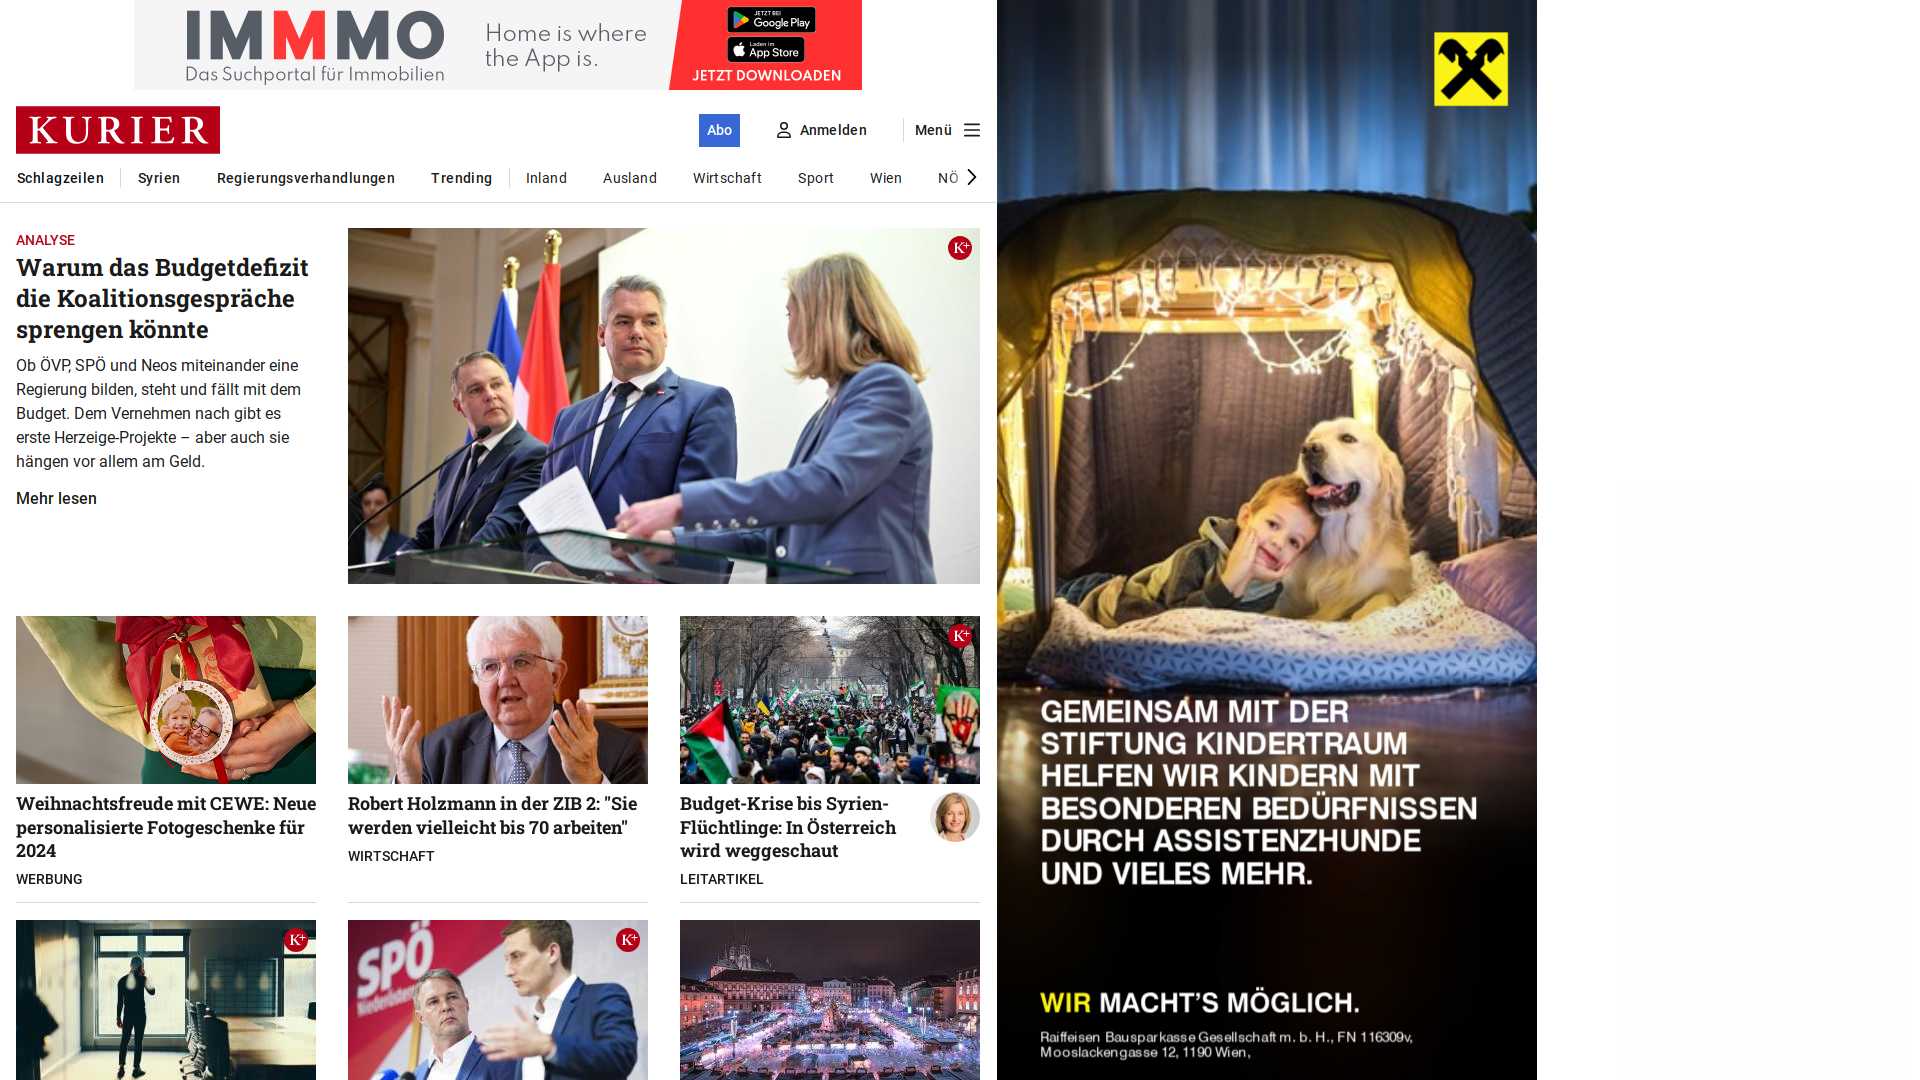 IMMMO
Das Suchportal für Immobilien
Home is where
the App is.
JETZT BEI
Google Play
Laden im
App Store
JETZT DOWNLOADEN
KURIER
Abo
Anmelden
Menü
Schlagzeilen
Syrien
Regierungsverhandlungen
Trending
Inland
Ausland
Wirtschaft
Sport
Wien
NÖ
ANALYSE
Warum das Budgetdefizit
die Koalitionsgespräche
sprengen könnte
Ob ÖVP, SPÖ und Neos miteinander eine
Regierung bilden, steht und fällt mit dem
Budget. Dem Vernehmen nach gibt es
erste Herzeige-Projekte – aber auch sie
hängen vor allem am Geld.
Mehr lesen
K+
K+
Weihnachtsfreude mit CEWE: Neue
personalisierte Fotogeschenke für
2024
WERBUNG
Robert Holzmann in der ZIB 2: "Sie
werden vielleicht bis 70 arbeiten"
WIRTSCHAFT
Budget-Krise bis Syrien-
Flüchtlinge: In Österreich
wird weggeschaut
LEITARTIKEL
K+
SPÖ
Niederöster
K+
GEMEINSAM MIT DER
STIFTUNG KINDERTRAUM
HELFEN WIR KINDERN MIT
BESONDEREN BEDÜRFNISSEN
DURCH ASSISTENZHUNDE
UND VIELES MEHR.
WIR MACHT'S MÖGLICH.
Raiffeisen Bausparkasse Gesellschaft m. b. H., FN 116309v,
Mooslackengasse 12, 1190 Wien,